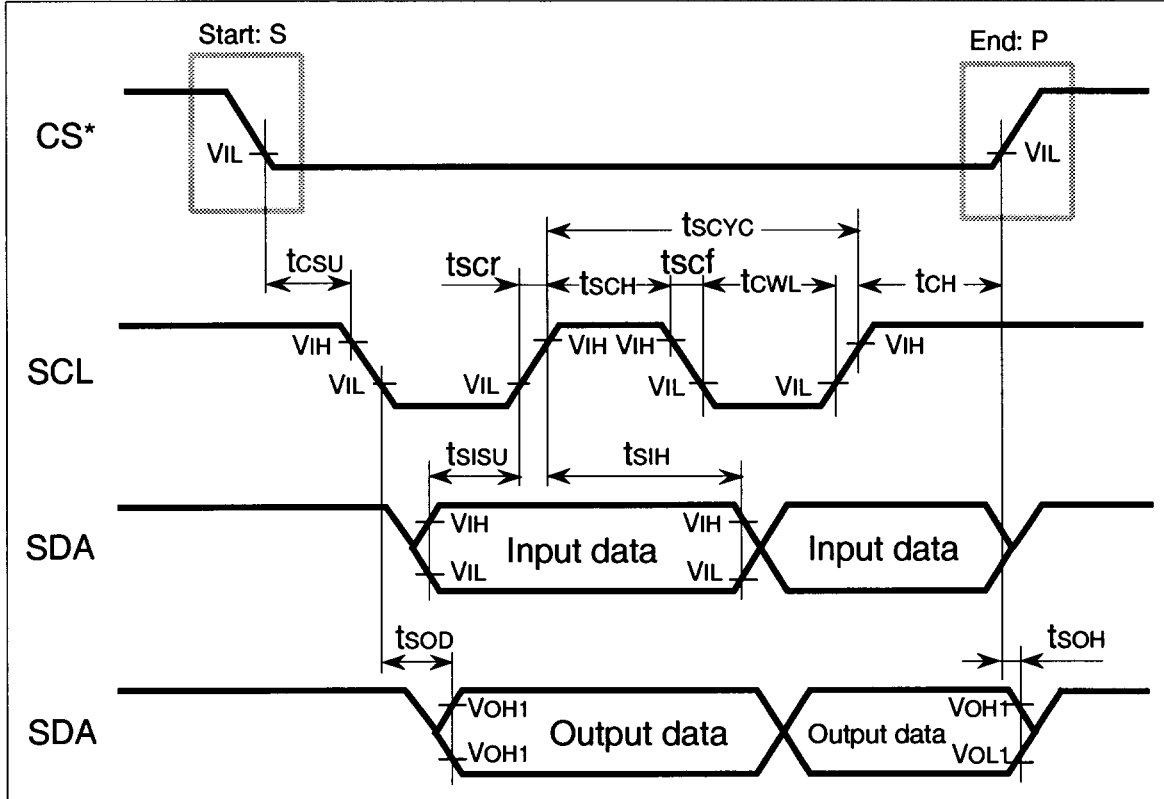 Start: S
End: P
CS*
VIL
VIL
tSCYC
tCSU
tSCr
tSCH
tSCf
tCWL
tCH
SCL
VIH
VIH
VIH
VIH
VIL
VIL
VIL
VIL
tSISU
tSIH
SDA
VIH
VIH
Input data
Input data
VIL
VIL
tSOD
tSOH
SDA
VOH1
VOH1
Output data
Output data
VOH1
VOL1